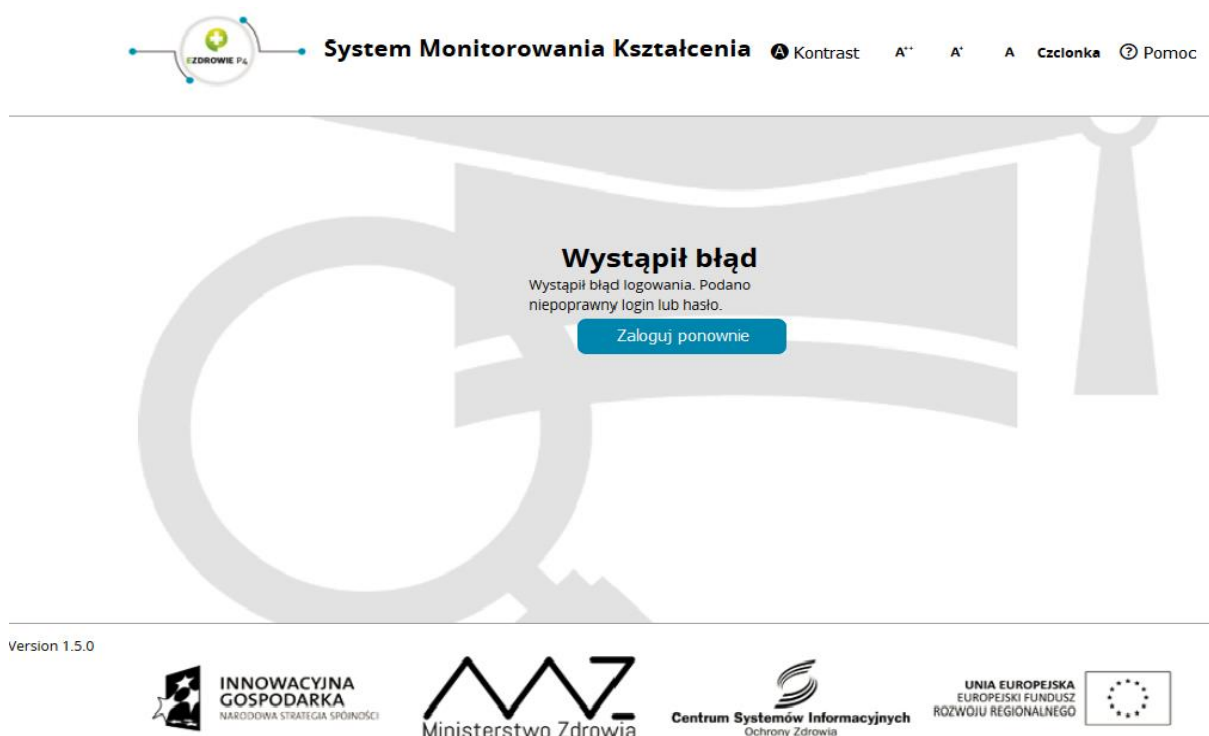 EZDROWIE P4
System Monitorowania Kształcenia
A Kontrast A++ A+ A Czcionka ? Pomoc
Wystąpił błąd
Wystąpił błąd logowania. Podano
niepoprawny login lub hasło.
Zaloguj ponownie
Version 1.5.0
INNOWACYJNA
GOSPODARKA
NARODOWA STRATEGIA SPÓJNOŚCI
MZ
Ministerstwo Zdrowia
Centrum Systemów Informacyjnych
Ochrony Zdrowia
UNIA EUROPEJSKA
EUROPEJSKI FUNDUSZ
ROZWOJU REGIONALNEGO